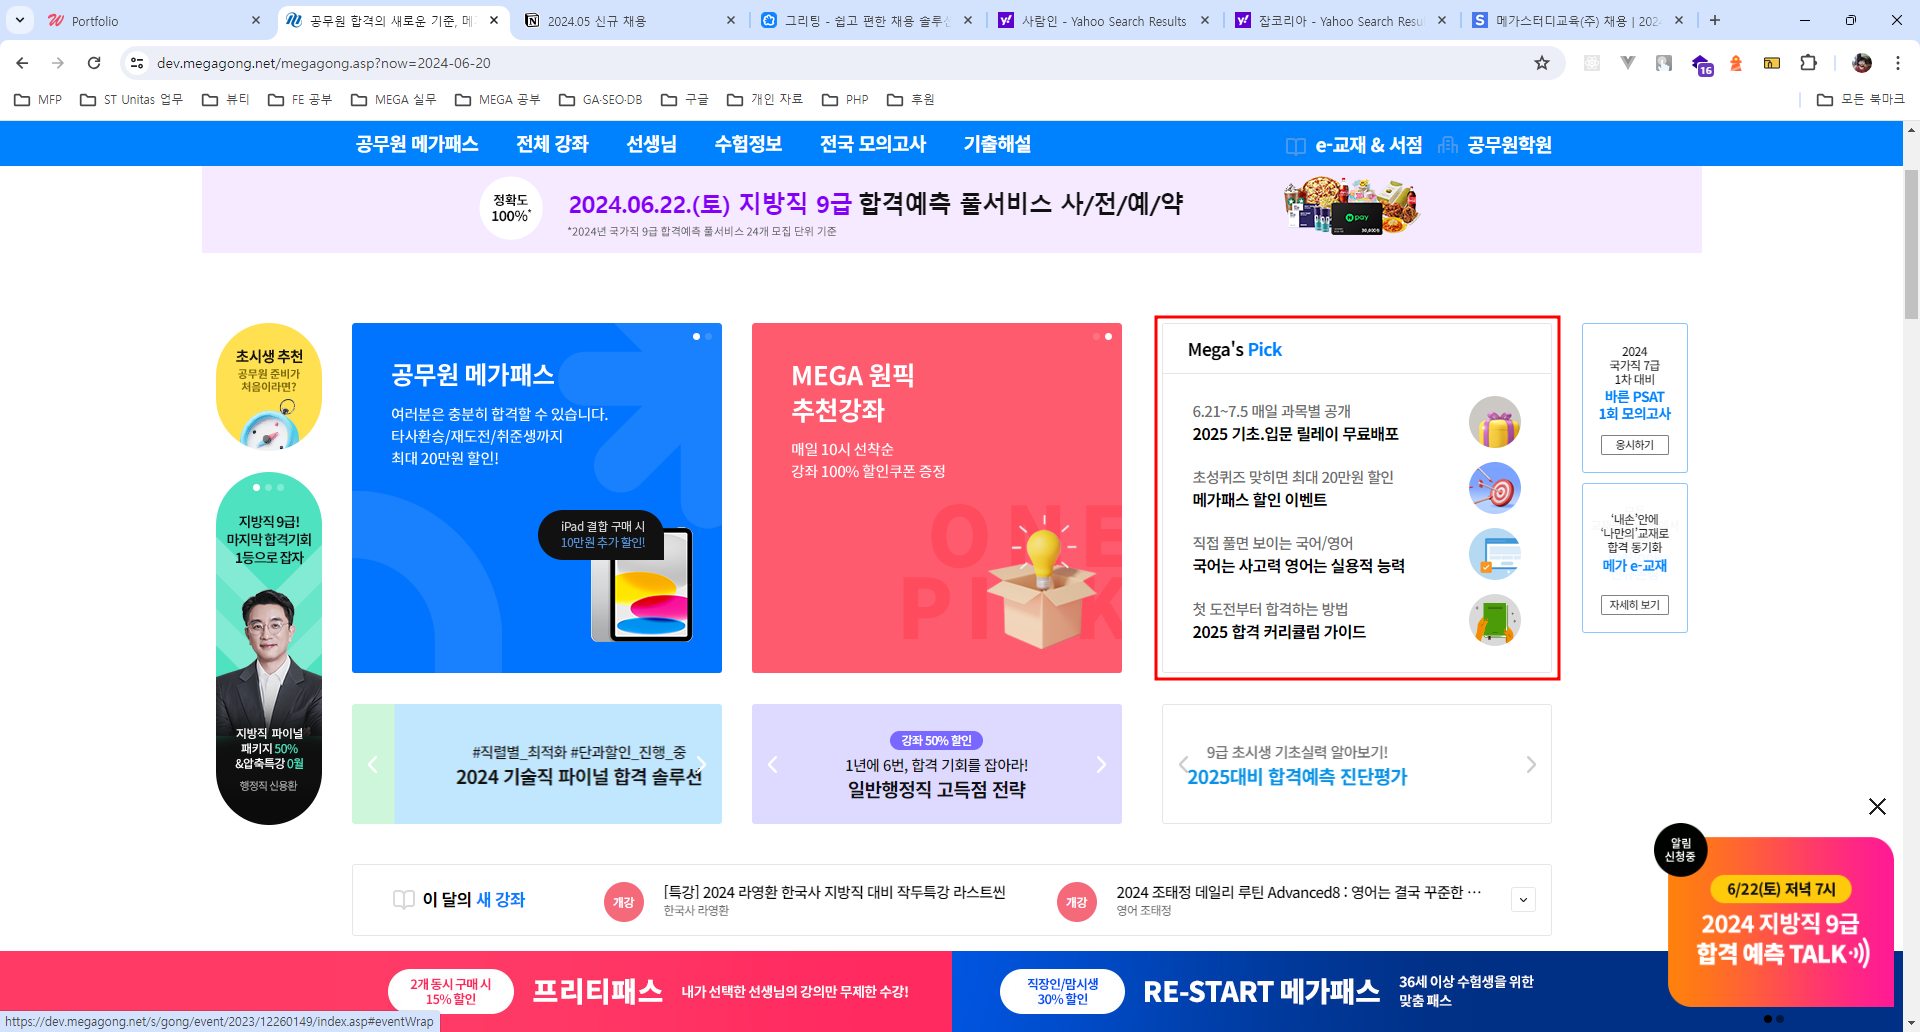 Portfolio
공무원 합격의 새로운 기준, 메
2024.05 신규 채용
그리팅 - 쉽고 편한 채용 솔루
사람인 - Yahoo Search Results
잡코리아 - Yahoo Search Resu
메가스터디교육(주) 채용 | 202
dev.megagong.net/megagong.asp?now=2024-06-20
16
MFP
ST Unitas 업무
뷰티
FE 공부
MEGA 실무
MEGA 공부
GA·SEO·DB
구글
개인 자료
PHP
후원
모든 북마크
공무원 메가패스
전체 강좌
선생님
수험정보
전국 모의고사
기출해설
e-교재 & 서점
공무원학원
정확도
100%*
2024.06.22.(토) 지방직 9급 합격예측 풀서비스 사/전/예/약
*2024년 국가직 9급 합격예측 풀서비스 24개 모집 단위 기준
pay
초시생 추천
공무원 준비가
처음이라면?
지방직 9급!
마지막 합격기회
1등으로 잡자
지방직 파이널
패키지 50%
&압축특강 0월
행정직 신용환
공무원 메가패스
여러분은 충분히 합격할 수 있습니다.
타사환승/재도전/취준생까지
최대 20만원 할인!
iPad 결합 구매 시
10만원 추가 할인!
MEGA 원픽
추천강좌
매일 10시 선착순
강좌 100% 할인쿠폰 증정
ONE
PICK
Mega's Pick
6.21~7.5 매일 과목별 공개
2025 기초.입문 릴레이 무료배포
초성퀴즈 맞히면 최대 20만원 할인
메가패스 할인 이벤트
직접 풀면 보이는 국어/영어
국어는 사고력 영어는 실용적 능력
첫 도전부터 합격하는 방법
2025 합격 커리큘럼 가이드
2024
국가직 7급
1차 대비
바른 PSAT
1회 모의고사
응시하기
'내손'안에
'나만의'교재로
합격 동기화
메가 e-교재
자세히 보기
#직렬별_최적화 #단과할인_진행_중
2024 기술직 파이널 합격 솔루션
강좌 50% 할인
1년에 6번, 합격 기회를 잡아라!
일반행정직 고득점 전략
9급 초시생 기초실력 알아보기!
2025대비 합격예측 진단평가
이 달의 새 강좌
개강
[특강] 2024 라영환 한국사 지방직 대비 작두특강 라스트씬
한국사 라영환
개강
2024 조태정 데일리 루틴 Advanced8 : 영어는 결국 꾸준한 ···
영어 조태정
알림
신청중
6/22(토) 저녁 7시
2024 지방직 9급
합격 예측 TALK
2개 동시 구매 시
15% 할인
프리티패스
내가 선택한 선생님의 강의만 무제한 수강!
직장인/맘시생
30% 할인
RE-START 메가패스
36세 이상 수험생을 위한
맞춤 패스
https://dev.megagong.net/s/gong/event/2023/12260149/index.asp#eventWrap